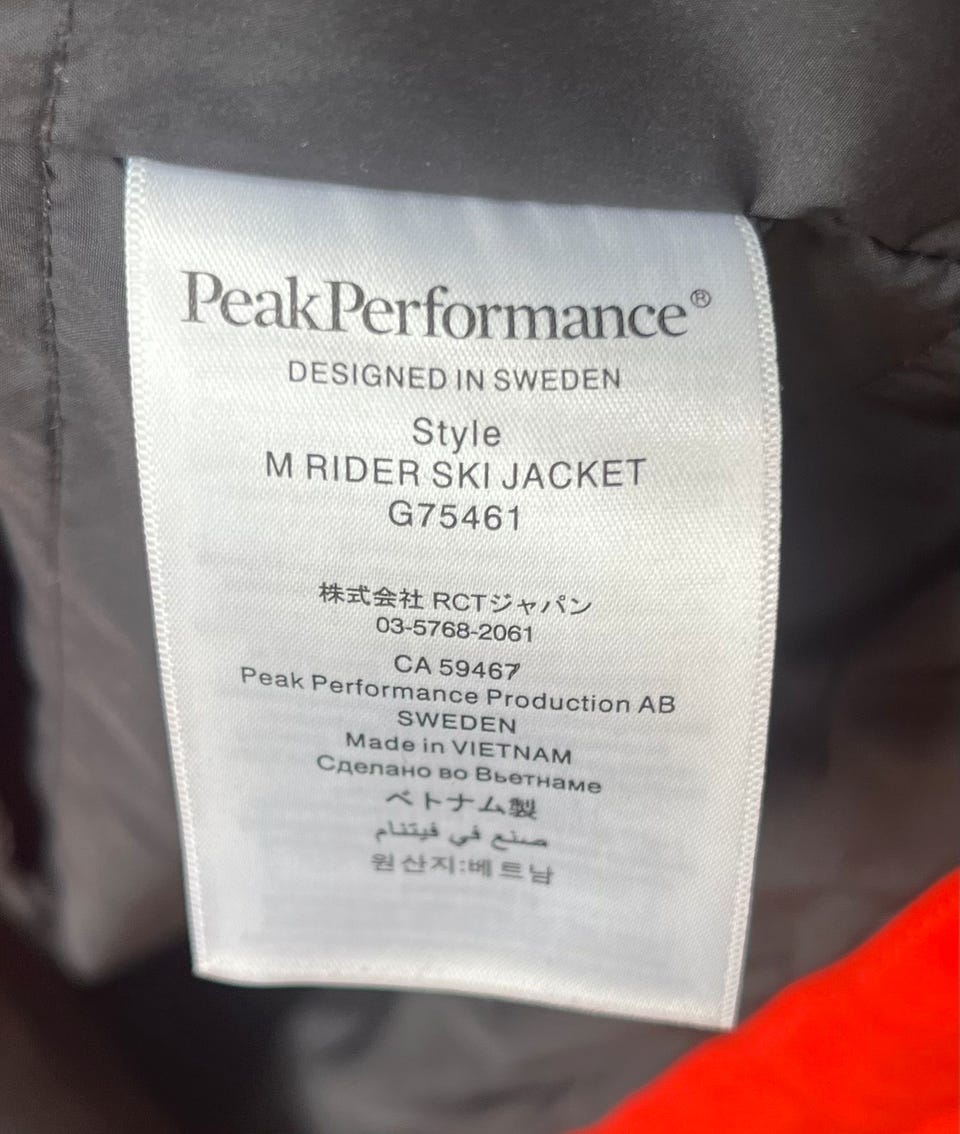 PeakPerformance®
DESIGNED IN SWEDEN
Style
M RIDER SKI JACKET
G75461
株式会社 RCTジャパン
03-5768-2061
CA 59467
Peak Performance Production AB
SWEDEN
Made in VIETNAM
Сделано во Вьетнаме
ベトナム製
صنع في فيتنام
원산지:베트남